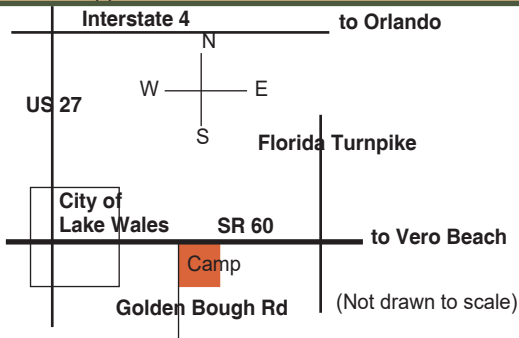 Interstate 4
to Orlando
N
W
E
S
US 27
Florida Turnpike
City of
Lake Wales
SR 60
to Vero Beach
Camp
Golden Bough Rd
(Not drawn to scale)